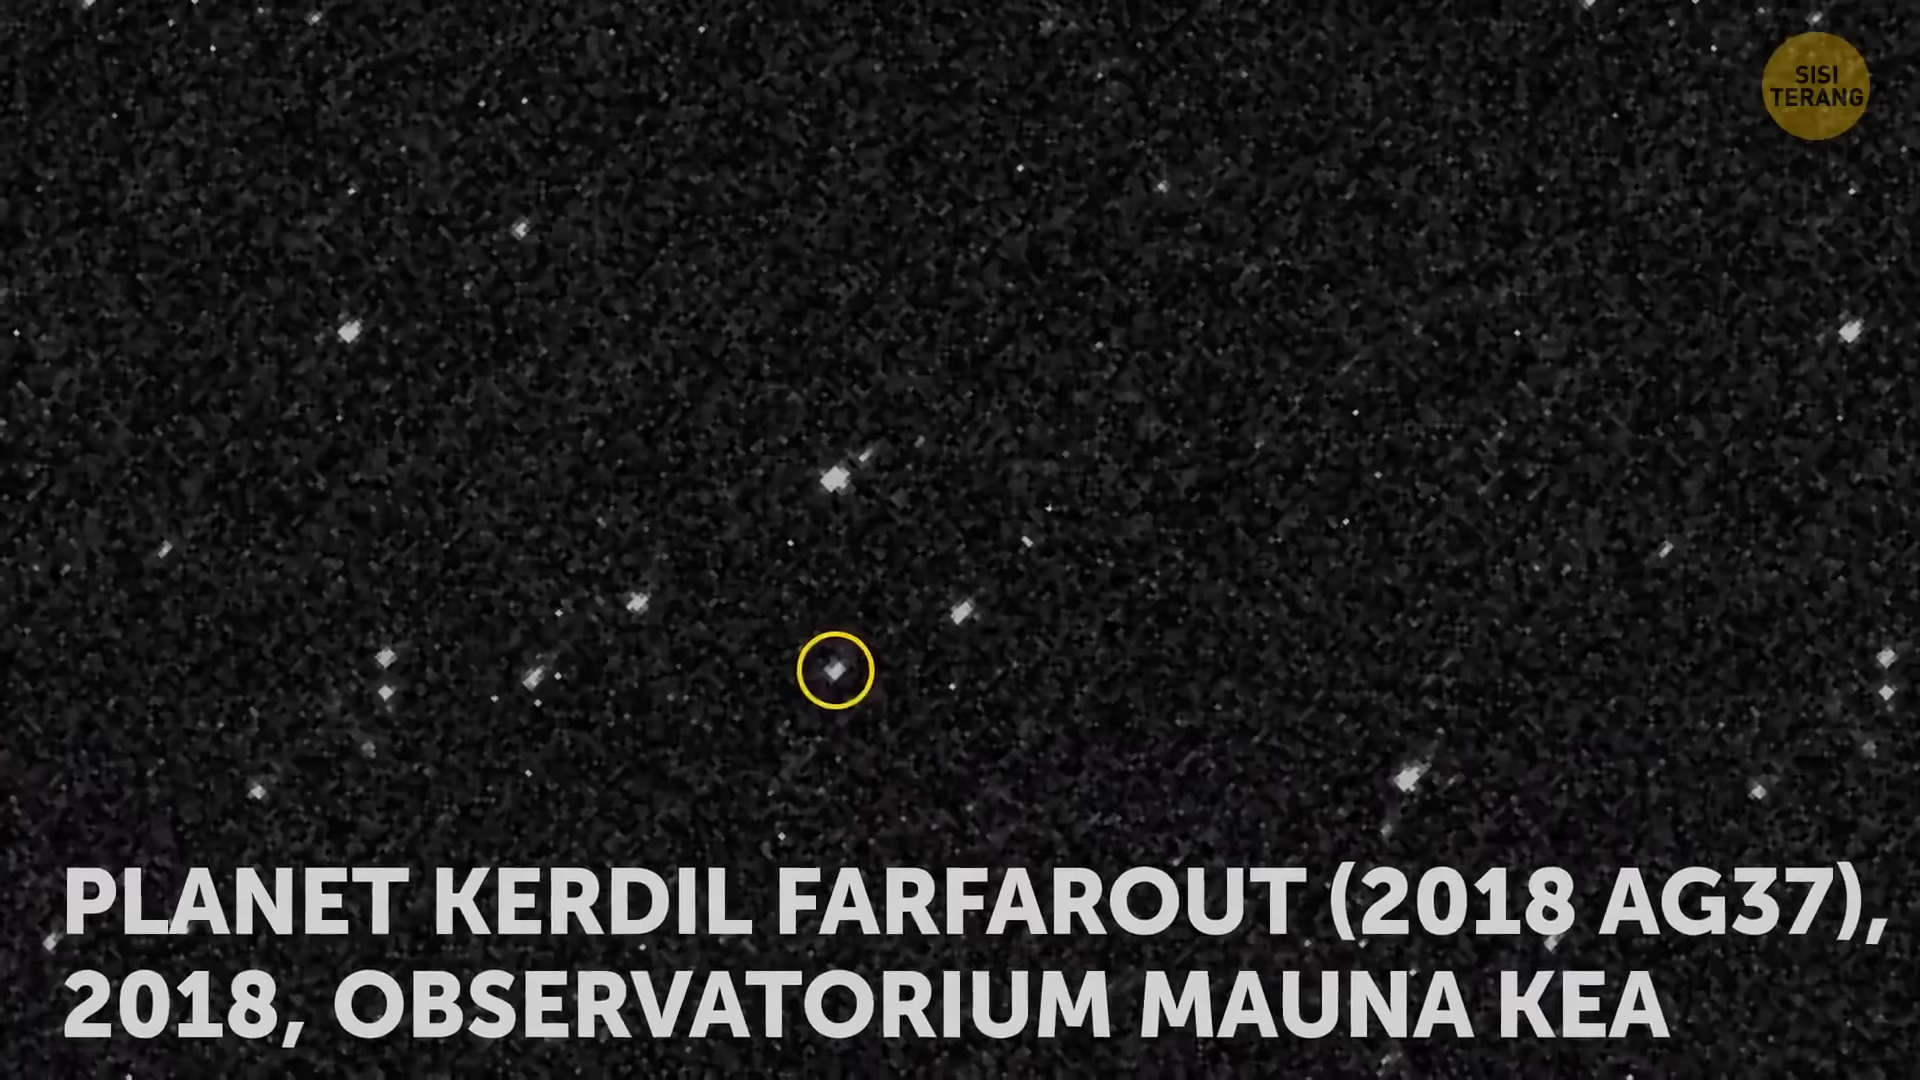 SISI
TERANG
PLANET KERDIL FARFAROUT (2018 AG37),
2018, OBSERVATORIUM MAUNA KEA